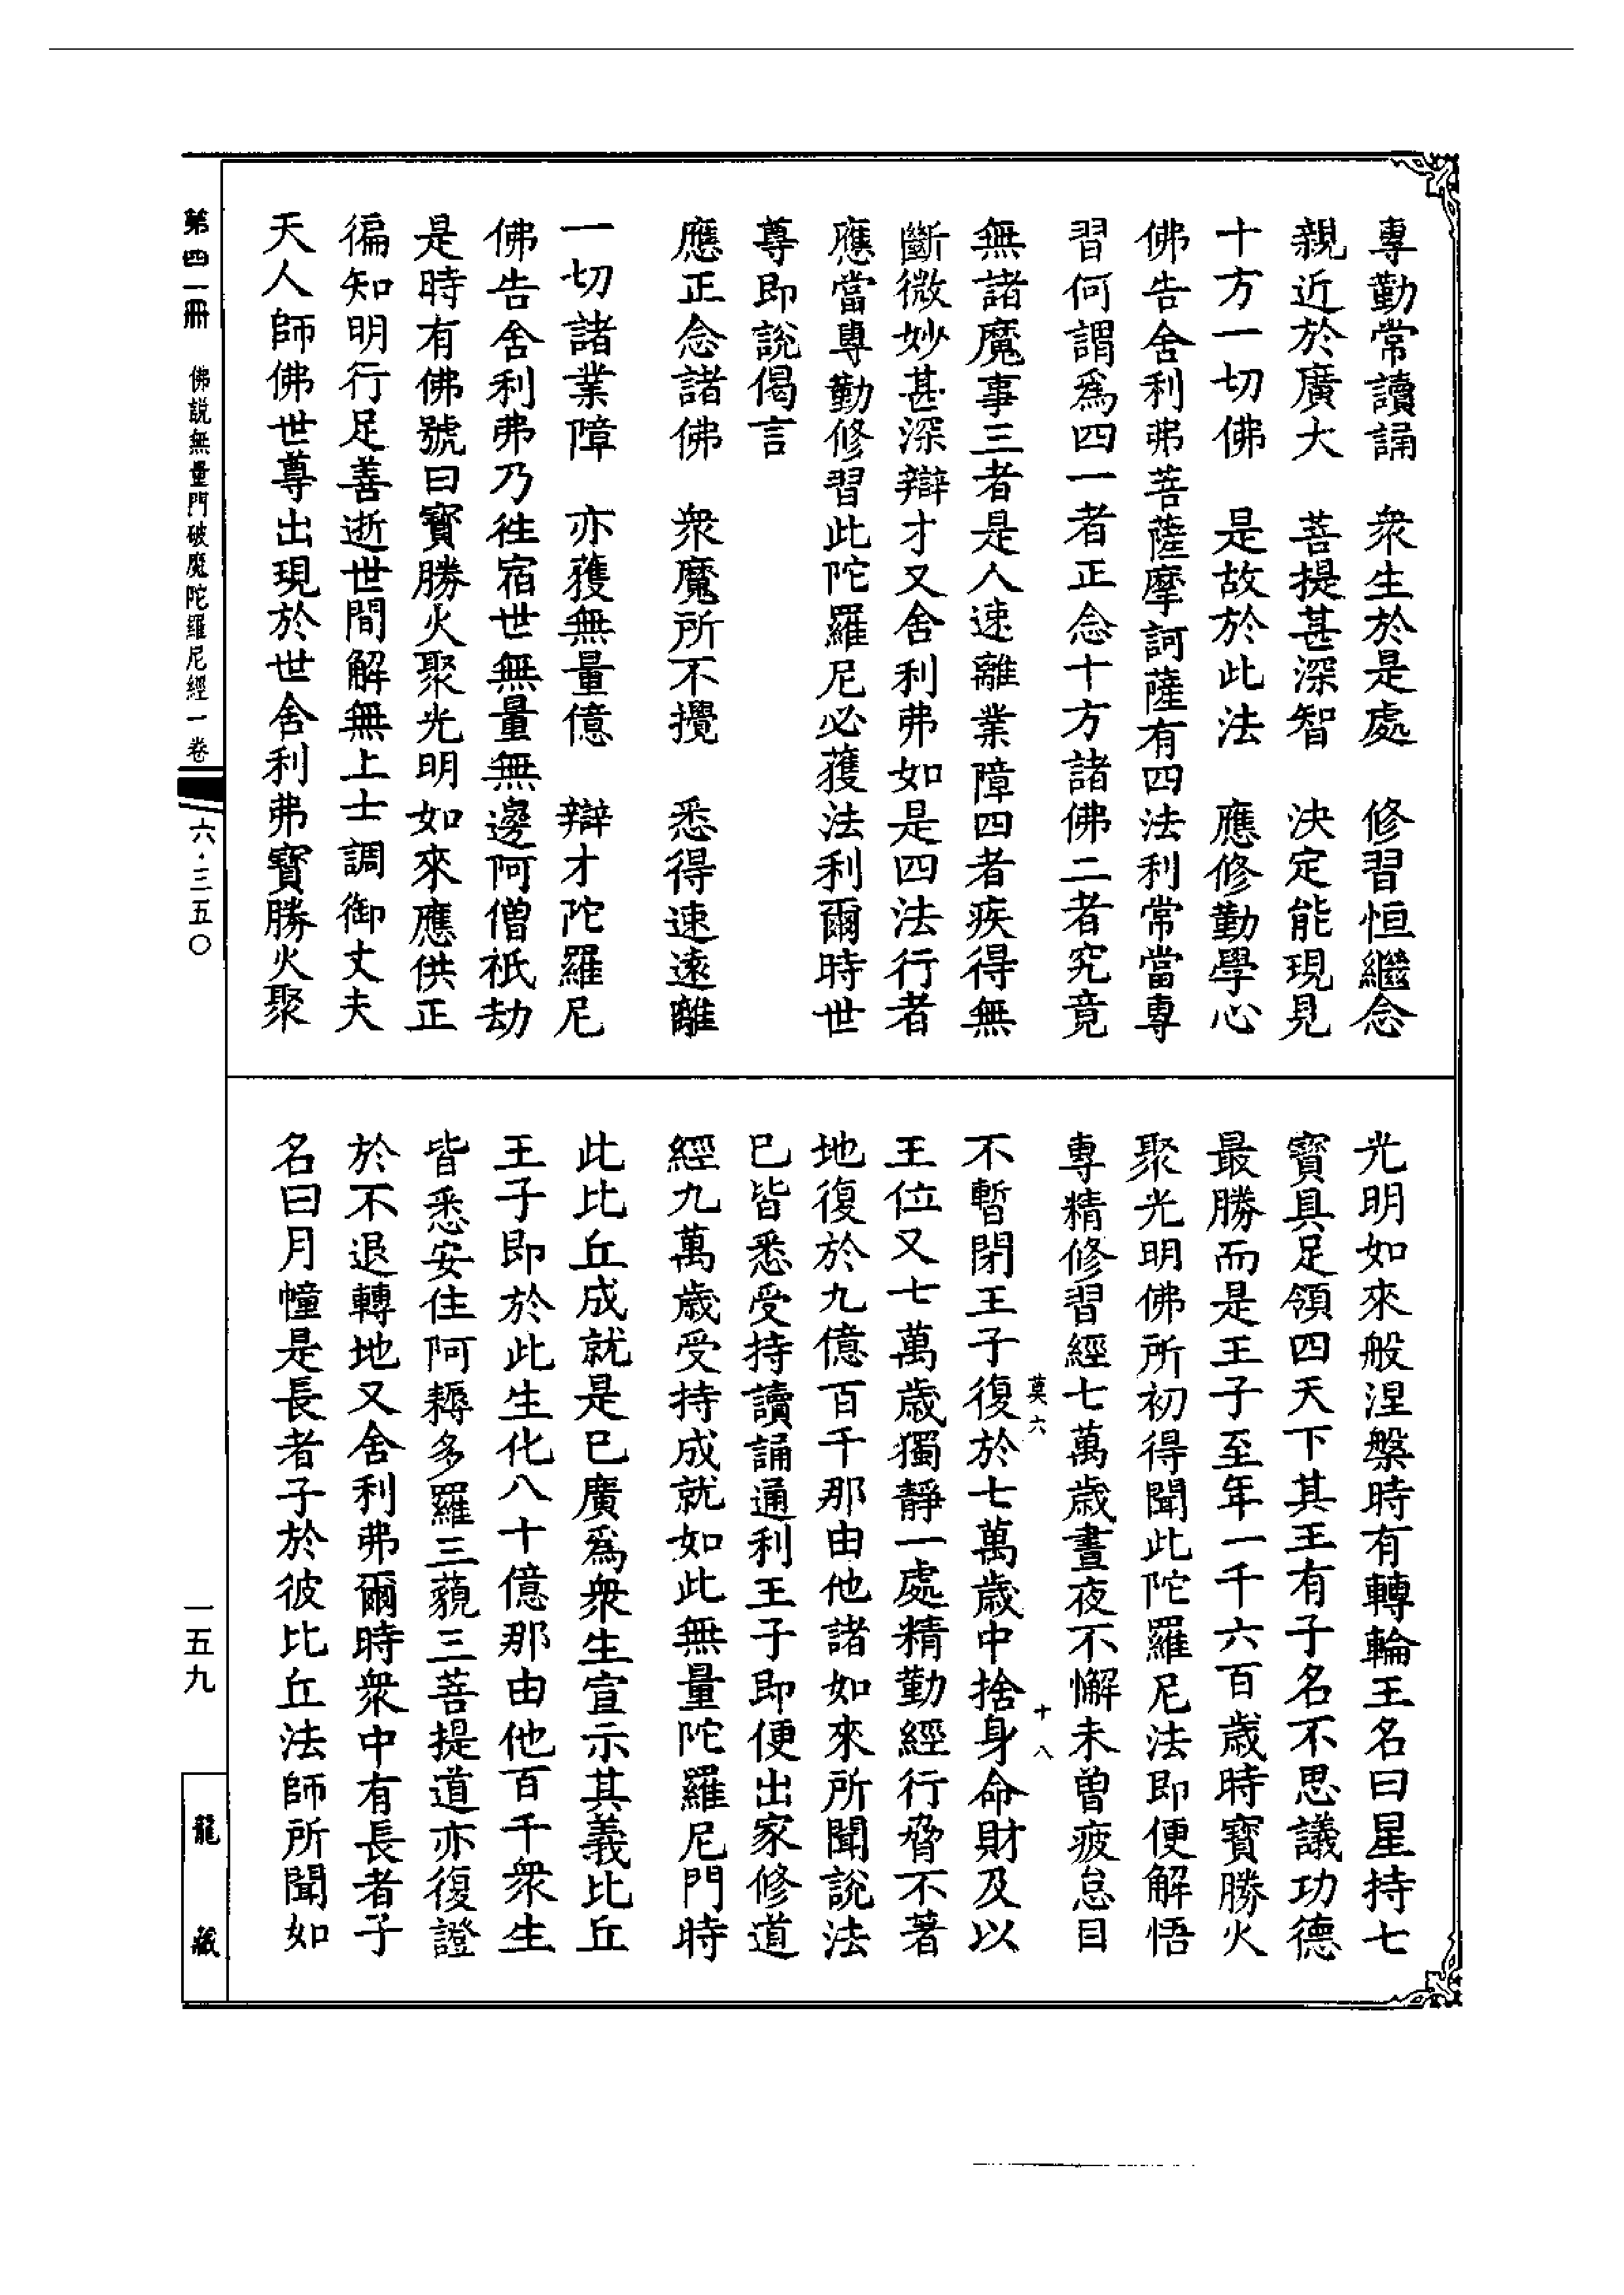 專勤常讀誦　衆生於是處　修習恒繼念
親近於廣大　菩提甚深智　決定能現見
十方一切佛　是故於此法　應修勤學心
佛告舍利弗菩薩摩訶薩有四法利常當專
習何謂爲四一者正念十方諸佛二者究竟
無諸魔事三者是人速離業障四者疾得無
斷微妙甚深辯才又舍利弗如是四法行者
應當專勤修習此陀羅尼必獲法利爾時世
尊即說偈言
應正念諸佛　衆魔所不攪　悉得速遠離
一切諸業障　亦獲無量億　辯才陀羅尼
佛告舍利弗乃往宿世無量無邊阿僧祇劫
是時有佛號曰寶勝火聚光明如來應供正
徧知明行足善逝世間解無上士調御丈夫
天人師佛世尊出現於世舍利弗寶勝火聚
光明如來般涅槃時有轉輪王名曰星持七
寶具足領四天下其王有子名不思議功德
最勝而是王子至年一千六百歲時寶勝火
聚光明佛所初得聞此陀羅尼法即便解悟
專精修習經七萬歲晝夜不懈未曾疲怠目
莫六　十八
不暫閉王子復於七萬歲中捨身命財及以
王位又七萬歲獨靜一處精勤經行脅不著
地復於九億百千那由他諸如來所聞說法
已皆悉受持讀誦通利王子即便出家修道
經九萬歲受持成就如此無量陀羅尼門時
此比丘成就是已廣爲衆生宣示其義比丘
王子即於此生化八十億那由他百千衆生
皆悉安住阿耨多羅三藐三菩提道亦復證
於不退轉地又舍利弗爾時衆中有長者子
名曰月幢是長者子於彼比丘法師所聞如
第四一冊　佛說無量門破魔陀羅尼經一卷
六·三五〇
一五九
龍藏